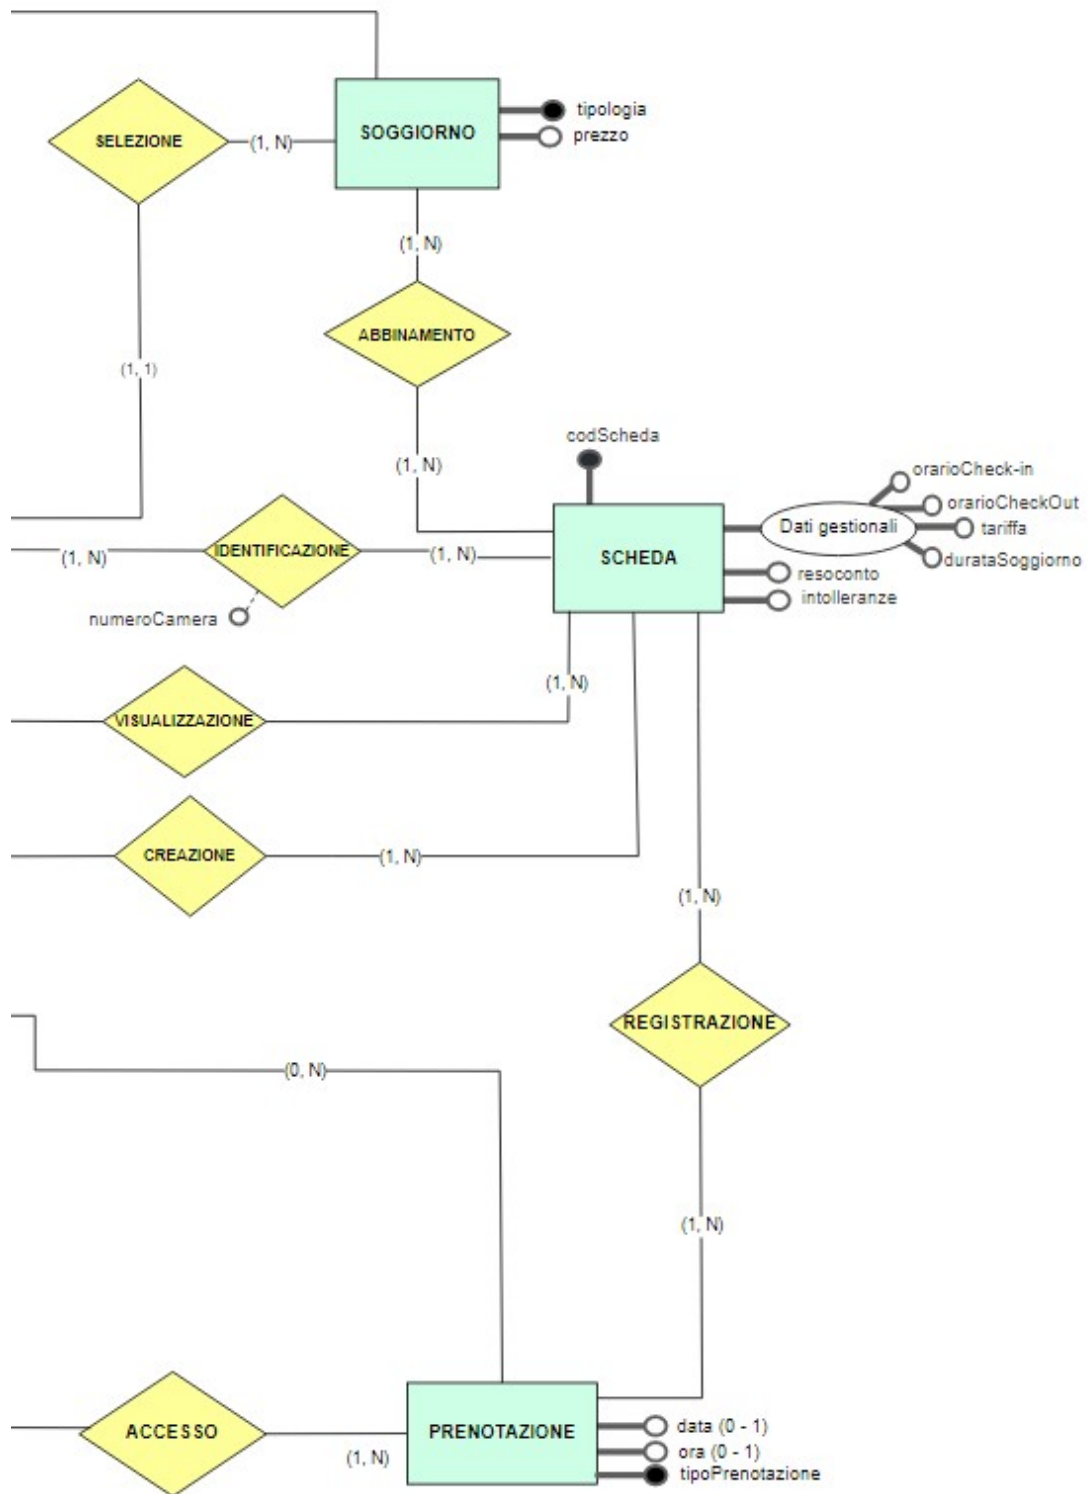 tipologia
SOGGIORNO
prezzo
SELEZIONE
(1, N)
(1, N)
ABBINAMENTO
(1, 1)
codScheda
(1, N)
orarioCheck-in
orarioCheckOut
Dati gestionali
tariffa
IDENTIFICAZIONE
(1, N)
(1, N)
SCHEDA
durataSoggiorno
resoconto
intolleranze
numeroCamera
(1, N)
VISUALIZZAZIONE
CREAZIONE
(1, N)
(1, N)
REGISTRAZIONE
(0, N)
(1, N)
ACCESSO
(1, N)
PRENOTAZIONE
data (0 - 1)
ora (0 - 1)
tipoPrenotazione